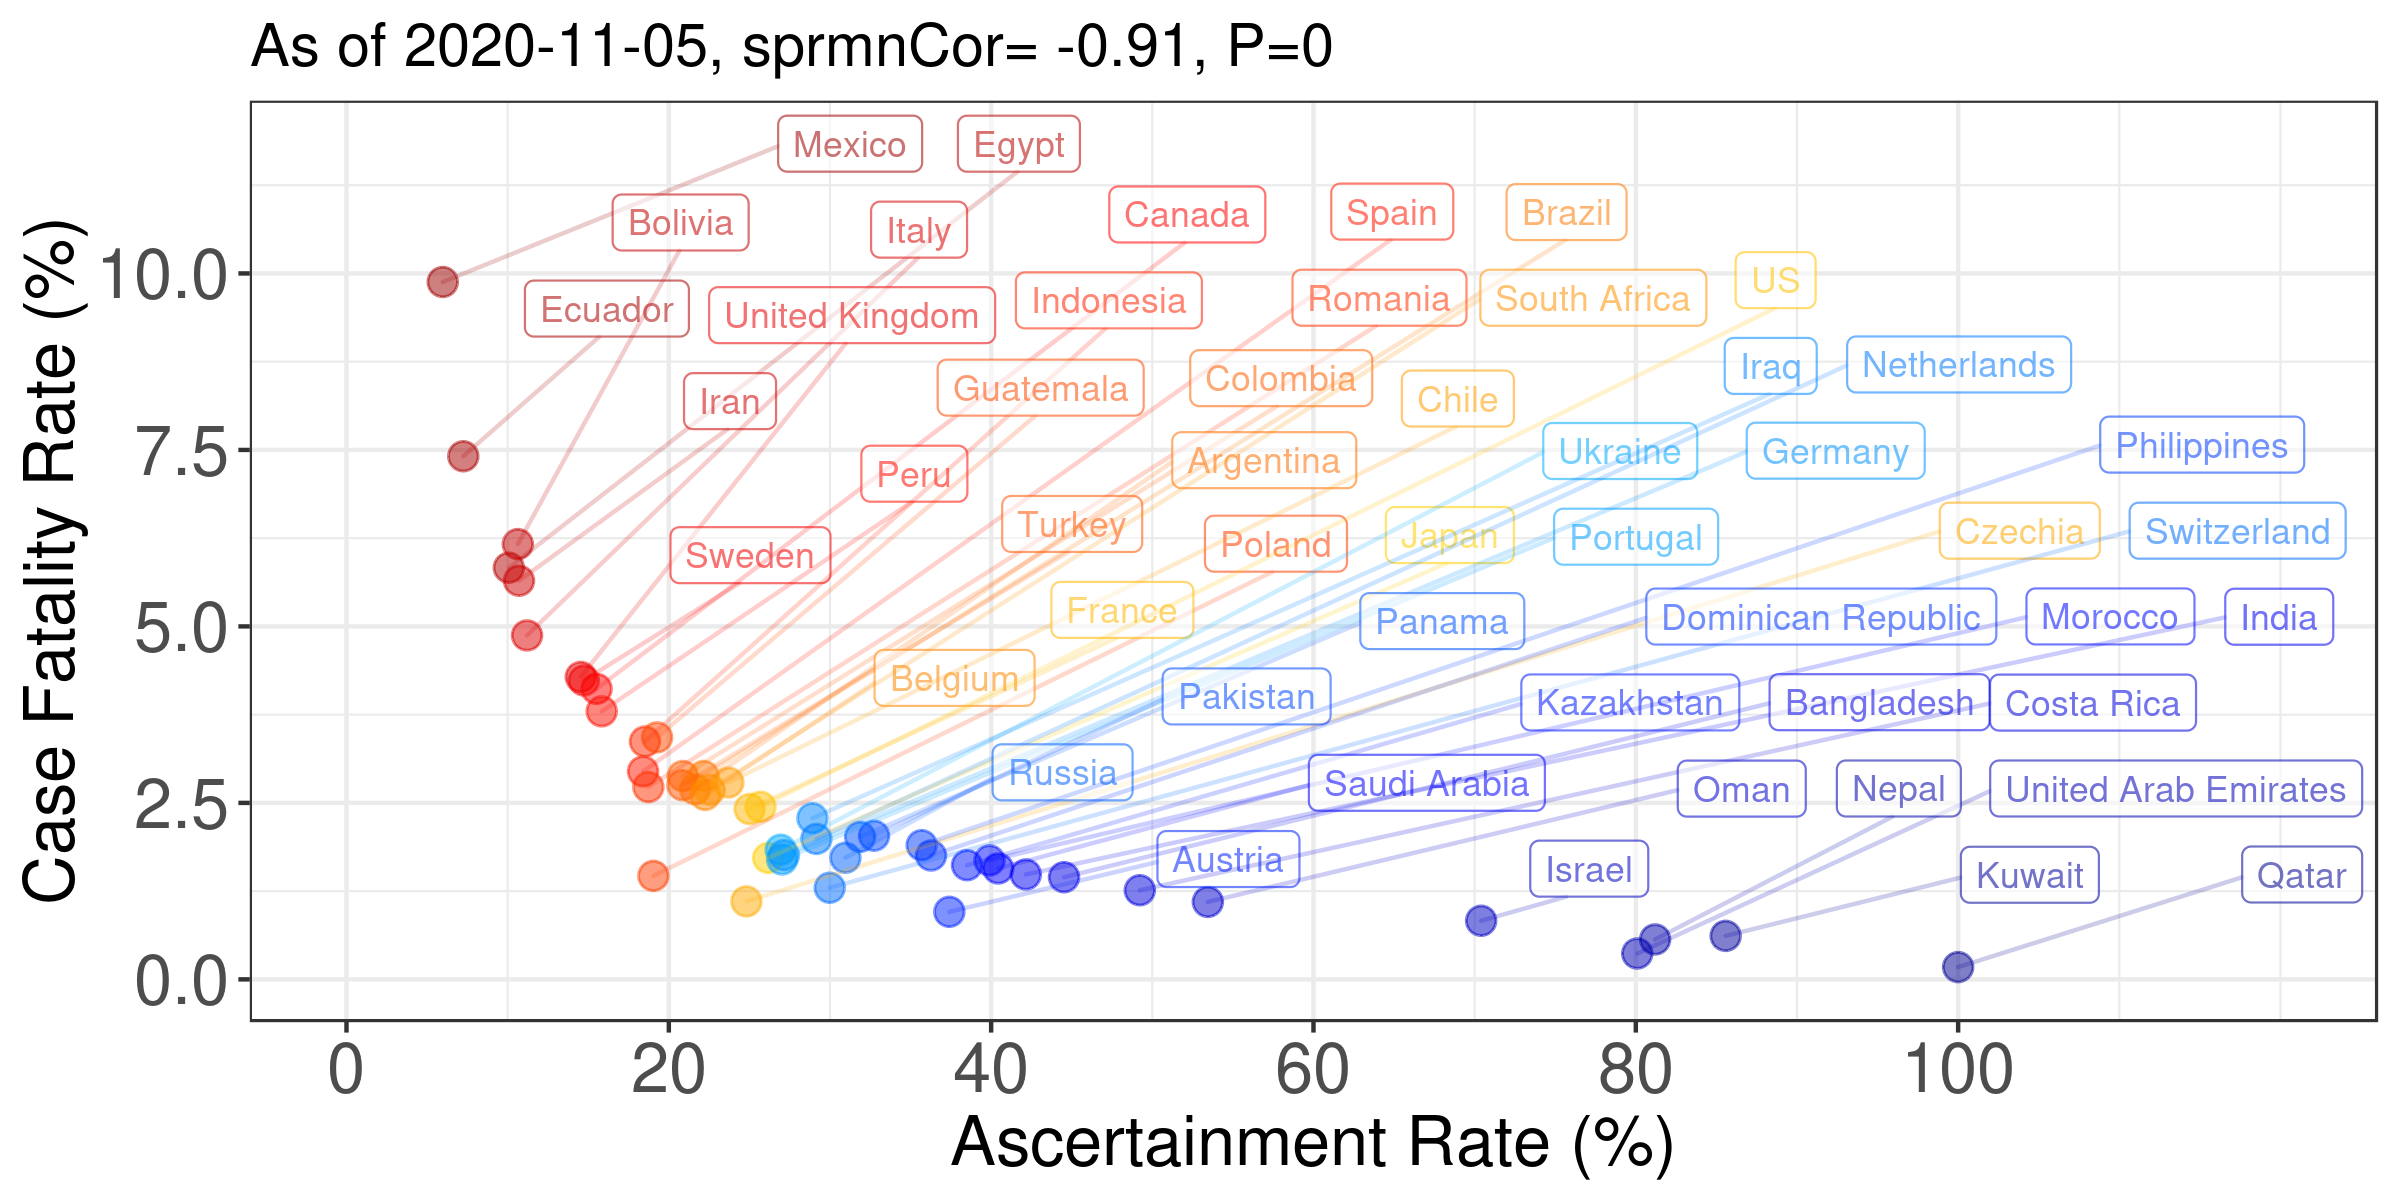 As of 2020-11-05, sprmnCor= -0.91, P=0
Mexico
Egypt
Bolivia
Italy
Canada
Spain
Brazil
Ecuador
United Kingdom
Indonesia
Romania
South Africa
US
Iran
Guatemala
Colombia
Chile
Iraq
Netherlands
Peru
Argentina
Ukraine
Germany
Philippines
Sweden
Turkey
Poland
Japan
Portugal
Czechia
Switzerland
France
Panama
Dominican Republic
Morocco
India
Belgium
Pakistan
Kazakhstan
Bangladesh
Costa Rica
Russia
Saudi Arabia
Oman
Nepal
United Arab Emirates
Austria
Israel
Kuwait
Qatar
Case Fatality Rate (%)
10.0
7.5
5.0
2.5
0.0
0 20 40 60 80 100
Ascertainment Rate (%)